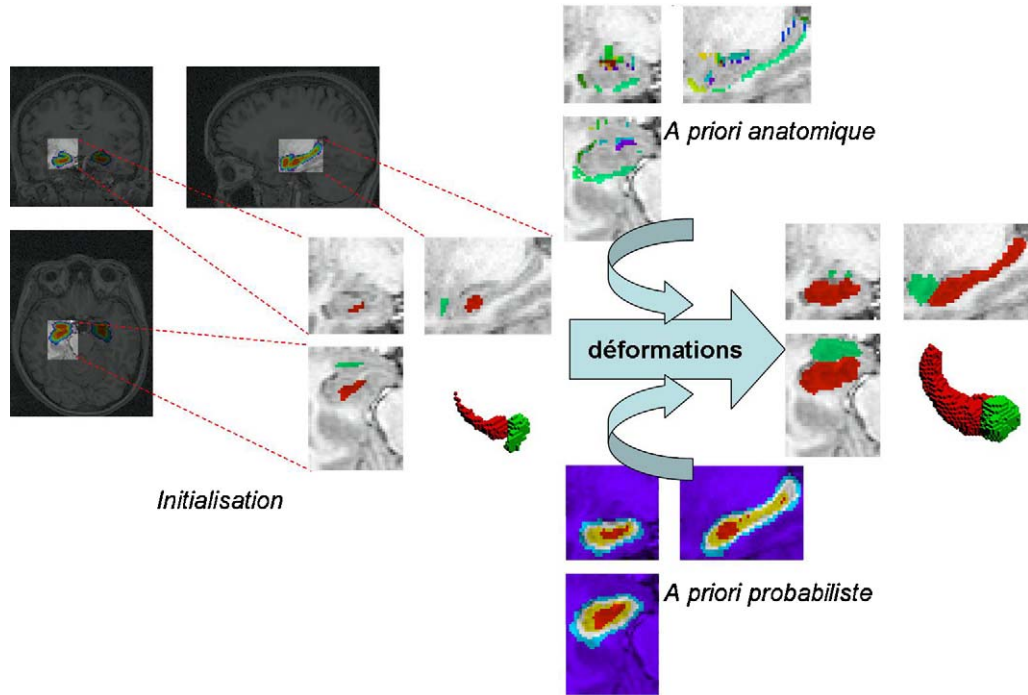 A priori anatomique
déformations
Initialisation
A priori probabiliste